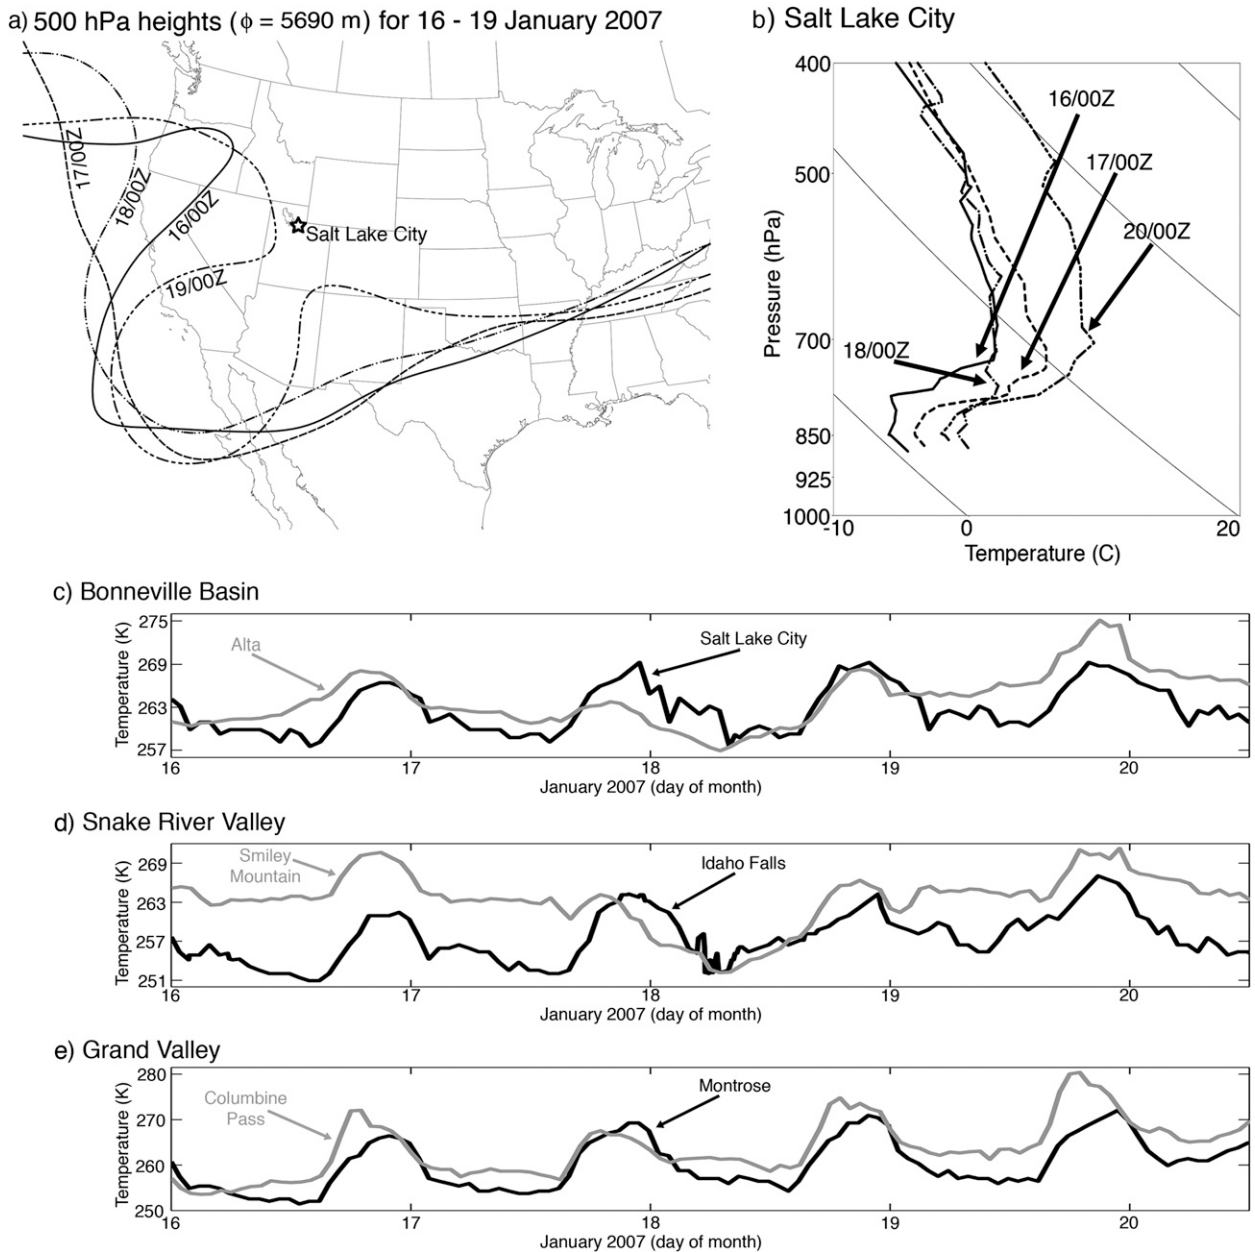 a) 500 hPa heights (ϕ = 5690 m) for 16 - 19 January 2007
17/00Z
18/00Z
16/00Z
19/00Z
Salt Lake City
b) Salt Lake City
400
500
700
850
925
1000
Pressure (hPa)
16/00Z
17/00Z
20/00Z
18/00Z
-10
0
20
Temperature (C)
c) Bonneville Basin
Temperature (K)
275
269
263
257
Alta
Salt Lake City
16
17
18
19
20
January 2007 (day of month)
d) Snake River Valley
Temperature (K)
269
263
257
251
Smiley
Mountain
Idaho Falls
16
17
18
19
20
January 2007 (day of month)
e) Grand Valley
Temperature (K)
280
270
260
250
Columbine
Pass
Montrose
16
17
18
19
20
January 2007 (day of month)